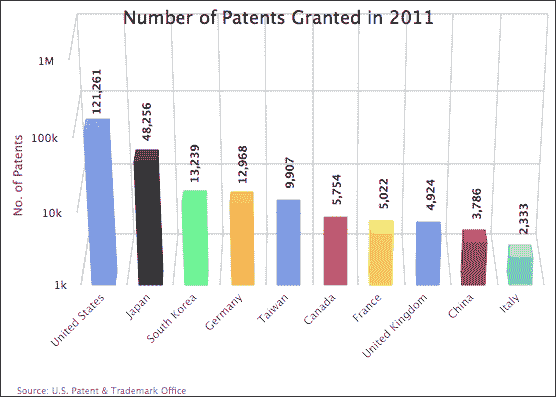 Number of Patents Granted in 2011
No. of Patents
1M
100k
10k
1k
121,261
48,256
13,239
12,968
9,907
5,754
5,022
4,924
3,786
2,333
United States
Japan
South Korea
Germany
Taiwan
Canada
France
United Kingdom
China
Italy
Source: U.S. Patent & Trademark Office